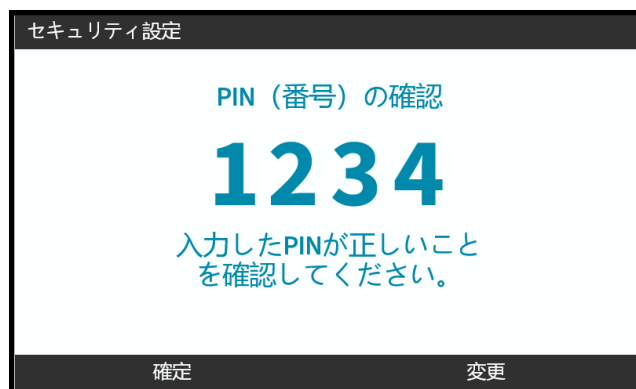 セキュリティ設定
PIN（番号）の確認
1234
入力したPINが正しいこと
を確認してください。
確定 変更